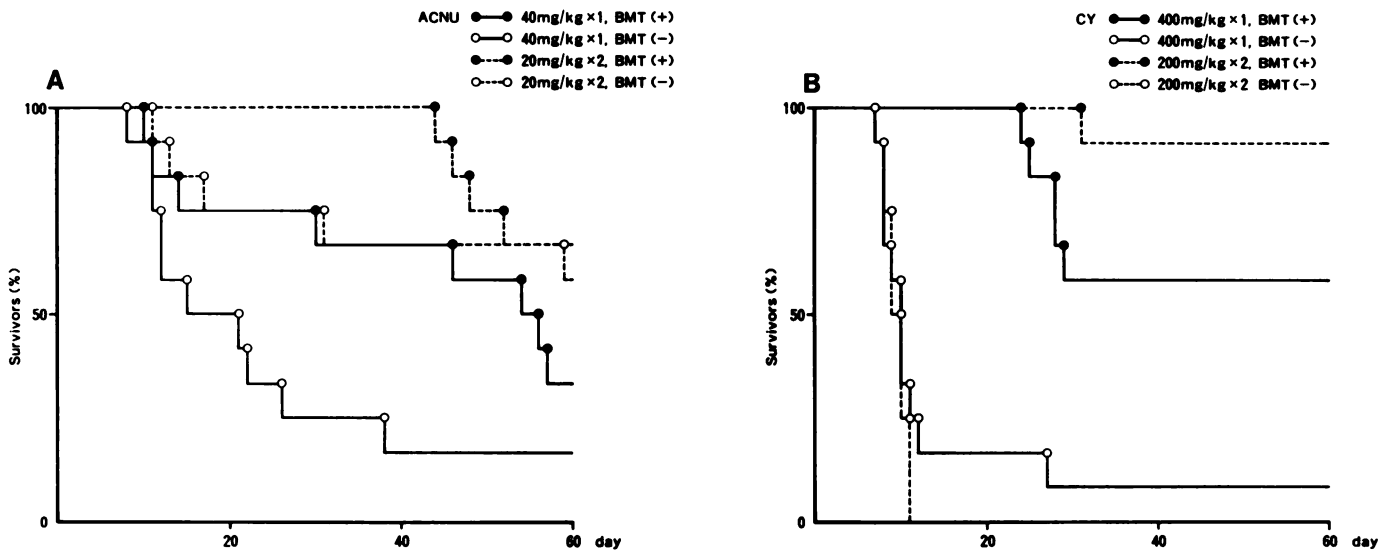 ACNU 40mg/kg×1, BMT(+)
40mg/kg×1, BMT(−)
20mg/kg×2, BMT(+)
20mg/kg×2, BMT(−)
A
100
50
0
Survivors (%)
20
40
60
day
CY 400mg/kg×1, BMT(+)
400mg/kg×1, BMT(−)
200mg/kg×2, BMT(+)
200mg/kg×2 BMT(−)
B
100
50
0
Survivors (%)
20
40
60
day